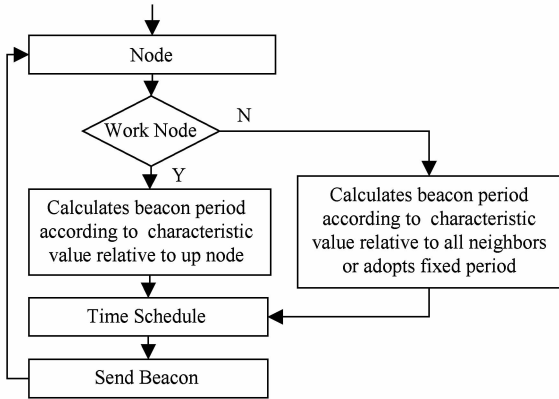 Node
Work Node
N
Y
Calculates beacon period
according to characteristic
value relative to up node
Calculates beacon period
according to characteristic
value relative to all neighbors
or adopts fixed period
Time Schedule
Send Beacon